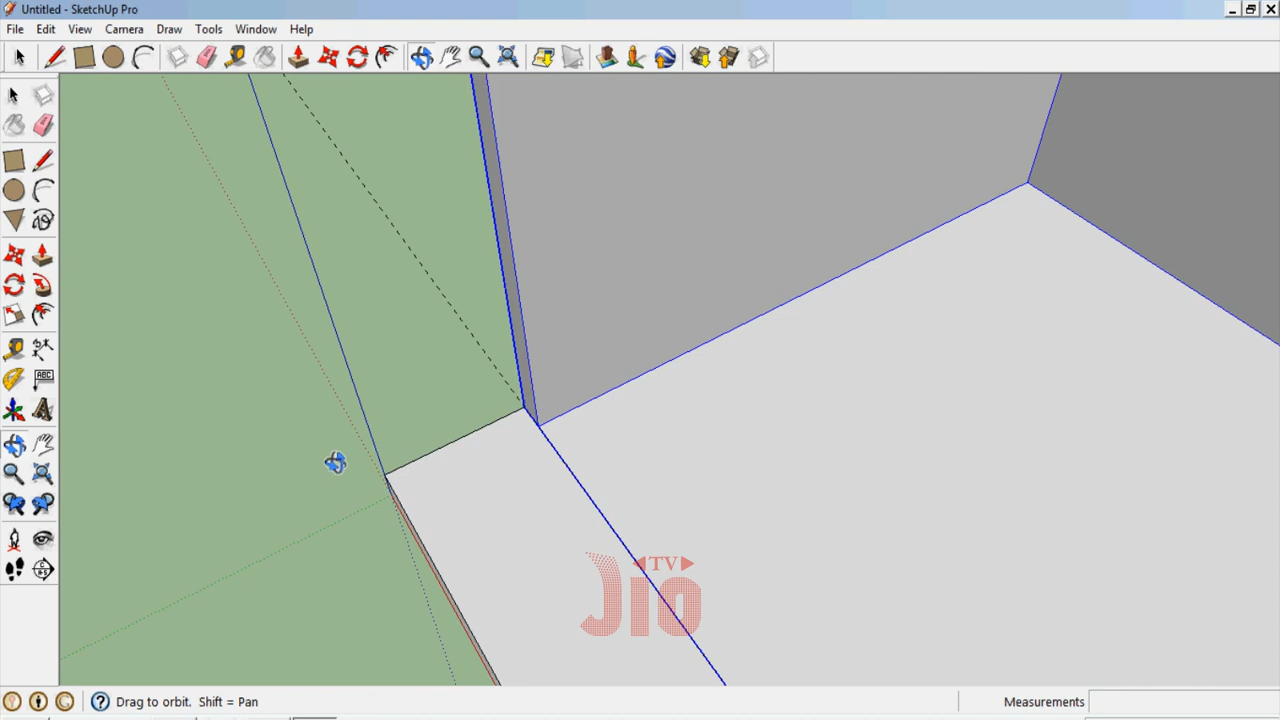 Untitled - SketchUp Pro
File Edit View Camera Draw Tools Window Help
ABC
A
TV
JIO
Drag to orbit. Shift = Pan
Measurements